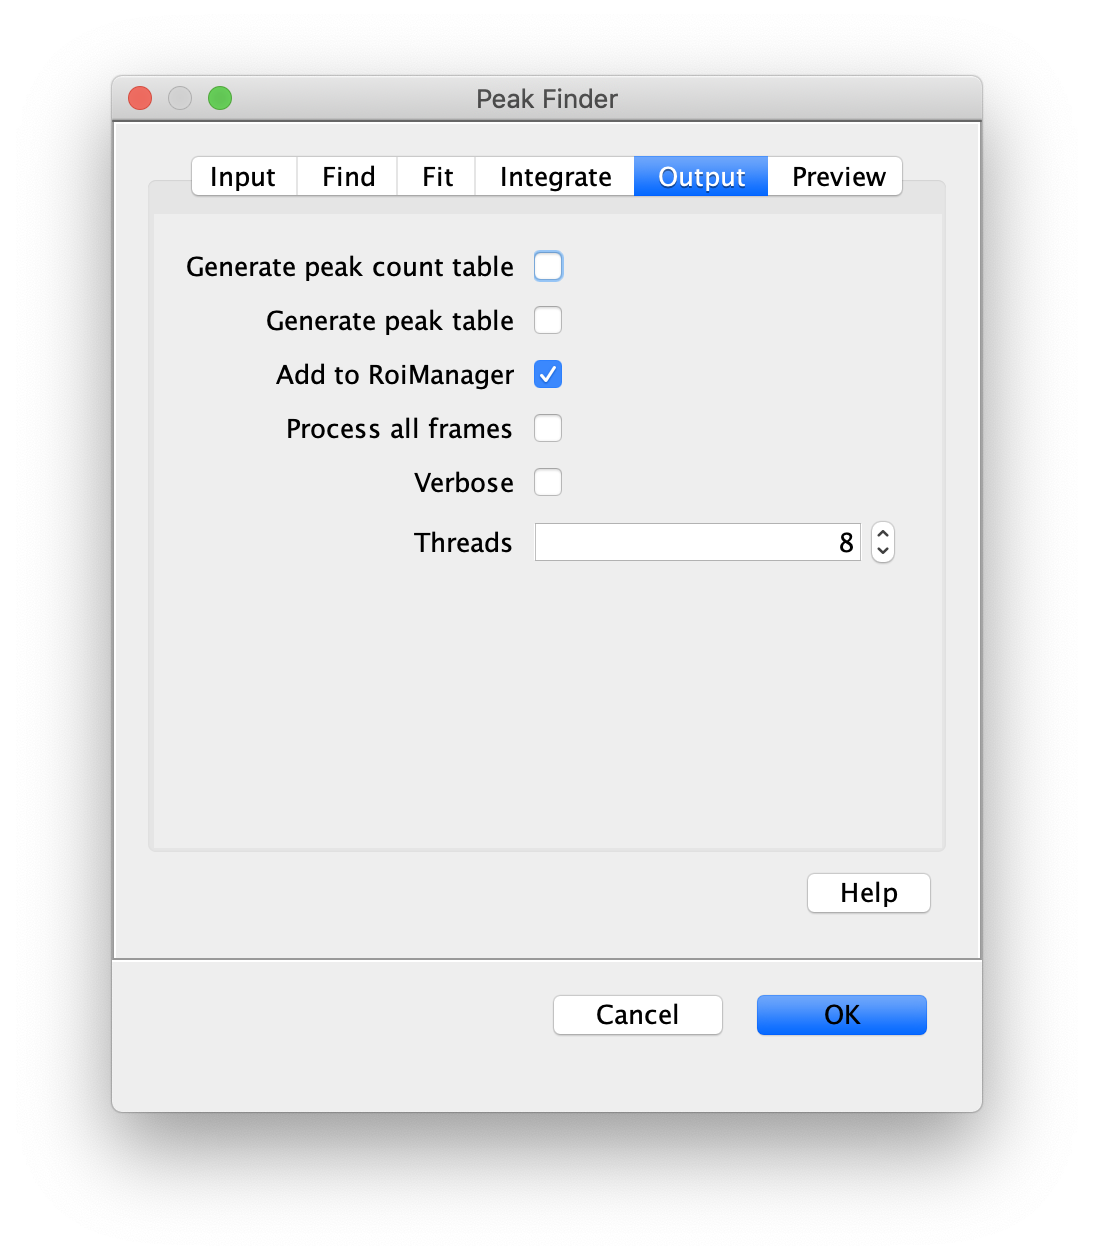 Peak Finder
Input Find Fit Integrate Output Preview
Generate peak count table
Generate peak table
Add to RoiManager
Process all frames
Verbose
Threads 8
Help
Cancel OK